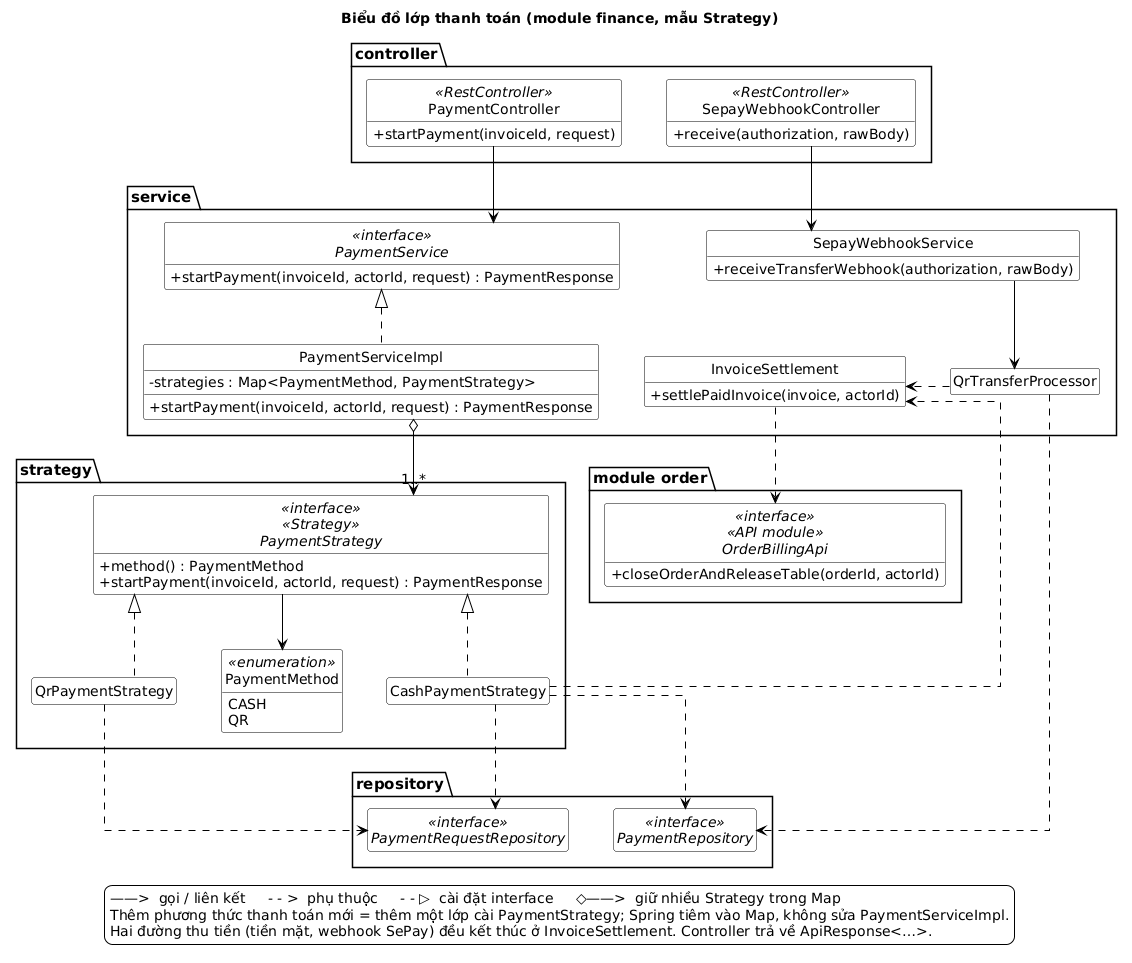 Biểu đồ lớp thanh toán (module finance, mẫu Strategy)
controller
«RestController»
PaymentController
+startPayment(invoiceId, request)
«RestController»
SepayWebhookController
+receive(authorization, rawBody)
service
«interface»
PaymentService
+startPayment(invoiceId, actorId, request) : PaymentResponse
SepayWebhookService
+receiveTransferWebhook(authorization, rawBody)
PaymentServiceImpl
-strategies : Map<PaymentMethod, PaymentStrategy>
+startPayment(invoiceId, actorId, request) : PaymentResponse
InvoiceSettlement
+settlePaidInvoice(invoice, actorId)
QrTransferProcessor
strategy
1..*
«interface»
«Strategy»
PaymentStrategy
+method() : PaymentMethod
+startPayment(invoiceId, actorId, request) : PaymentResponse
module order
«interface»
«API module»
OrderBillingApi
+closeOrderAndReleaseTable(orderId, actorId)
QrPaymentStrategy
«enumeration»
PaymentMethod
CASH
QR
CashPaymentStrategy
repository
«interface»
PaymentRequestRepository
«interface»
PaymentRepository
——> gọi / liên kết - - > phụ thuộc - - ▷ cài đặt interface ◇——> giữ nhiều Strategy trong Map
Thêm phương thức thanh toán mới = thêm một lớp cài PaymentStrategy; Spring tiêm vào Map, không sửa PaymentServiceImpl.
Hai đường thu tiền (tiền mặt, webhook SePay) đều kết thúc ở InvoiceSettlement. Controller trả về ApiResponse<...>.